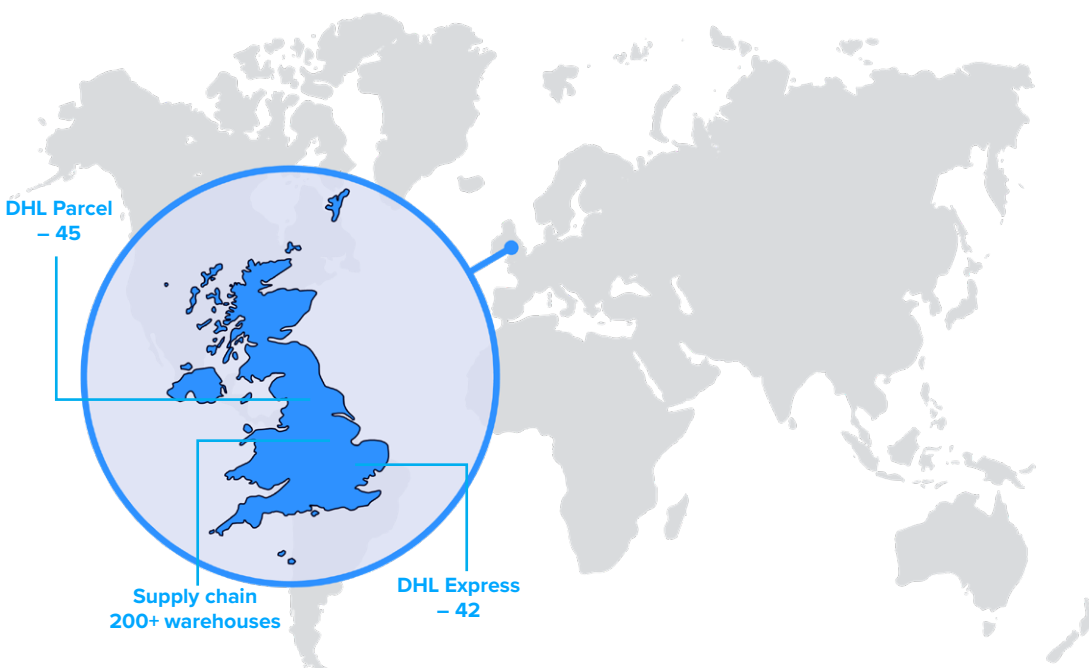 DHL Parcel
– 45
Supply chain
200+ warehouses
DHL Express
– 42